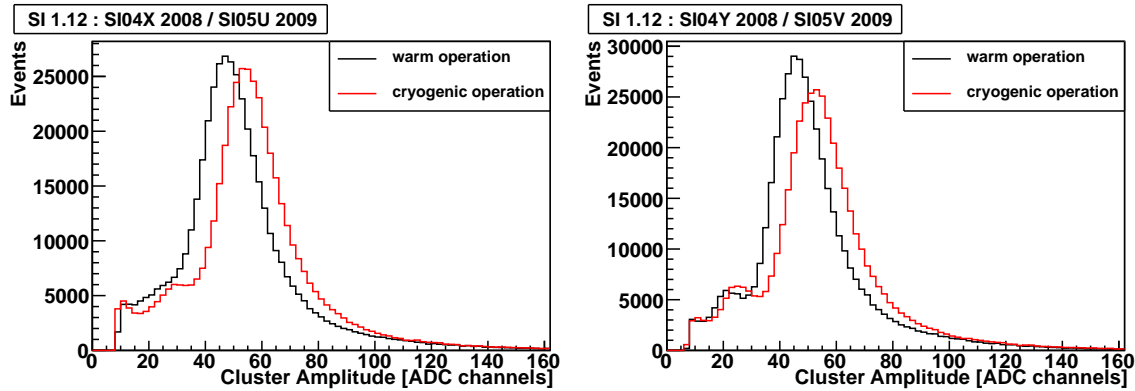 SI 1.12 : SI04X 2008 / SI05U 2009
Events
warm operation
cryogenic operation
25000
20000
15000
10000
5000
0
0 20 40 60 80 100 120 140 160
Cluster Amplitude [ADC channels]
SI 1.12 : SI04Y 2008 / SI05V 2009
Events
warm operation
cryogenic operation
30000
25000
20000
15000
10000
5000
0
0 20 40 60 80 100 120 140 160
Cluster Amplitude [ADC channels]